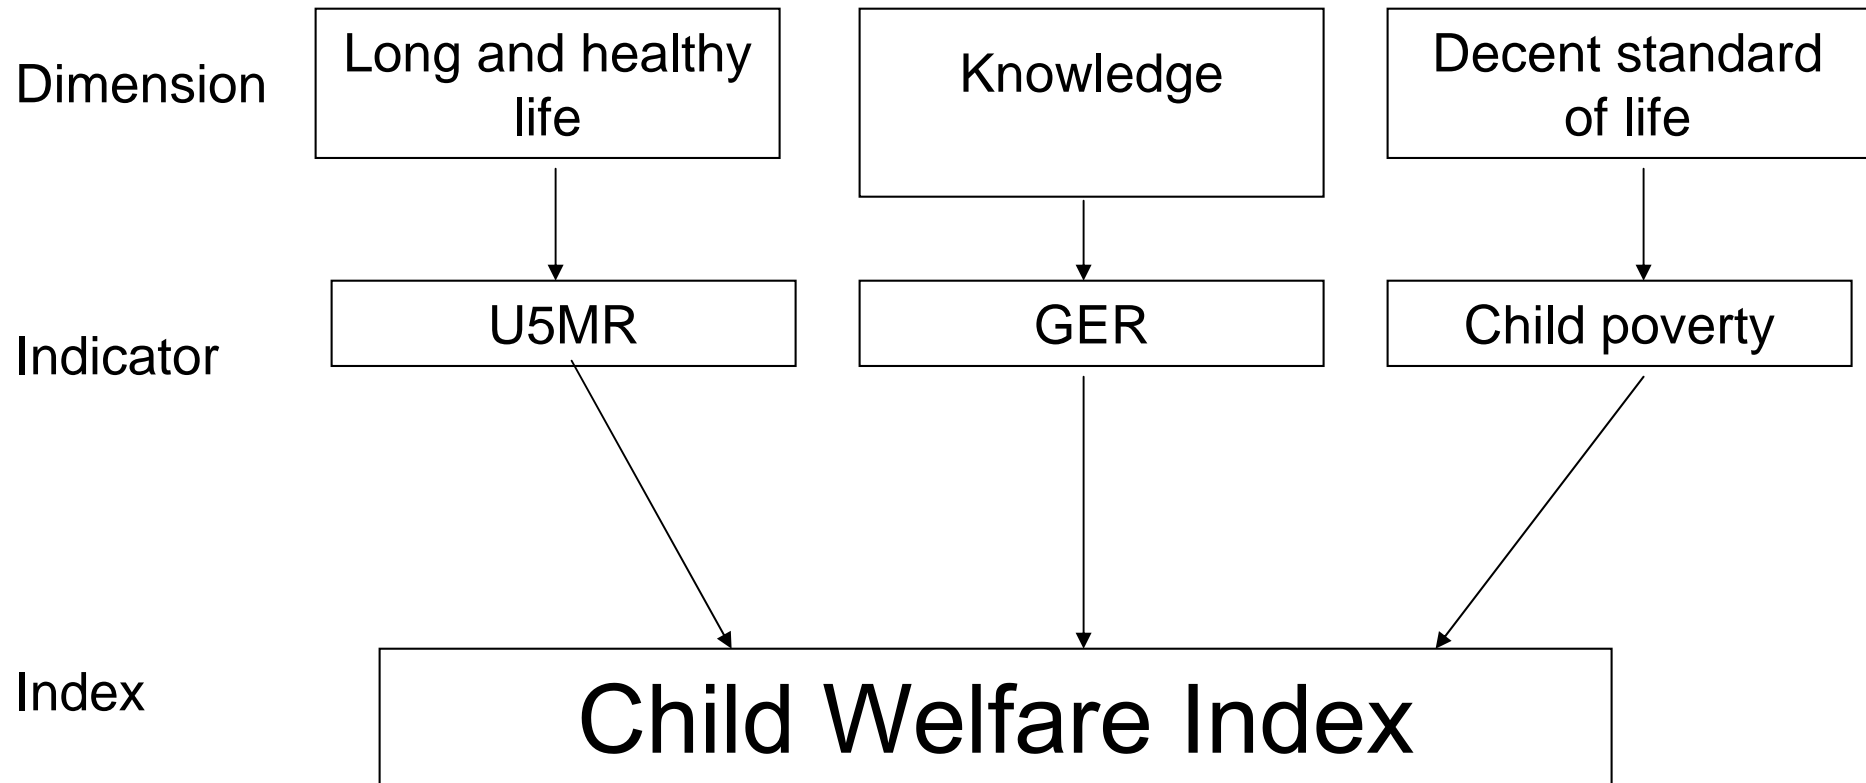 Dimension
Long and healthy
life
Knowledge
Decent standard
of life
Indicator
U5MR
GER
Child poverty
Index
Child Welfare Index